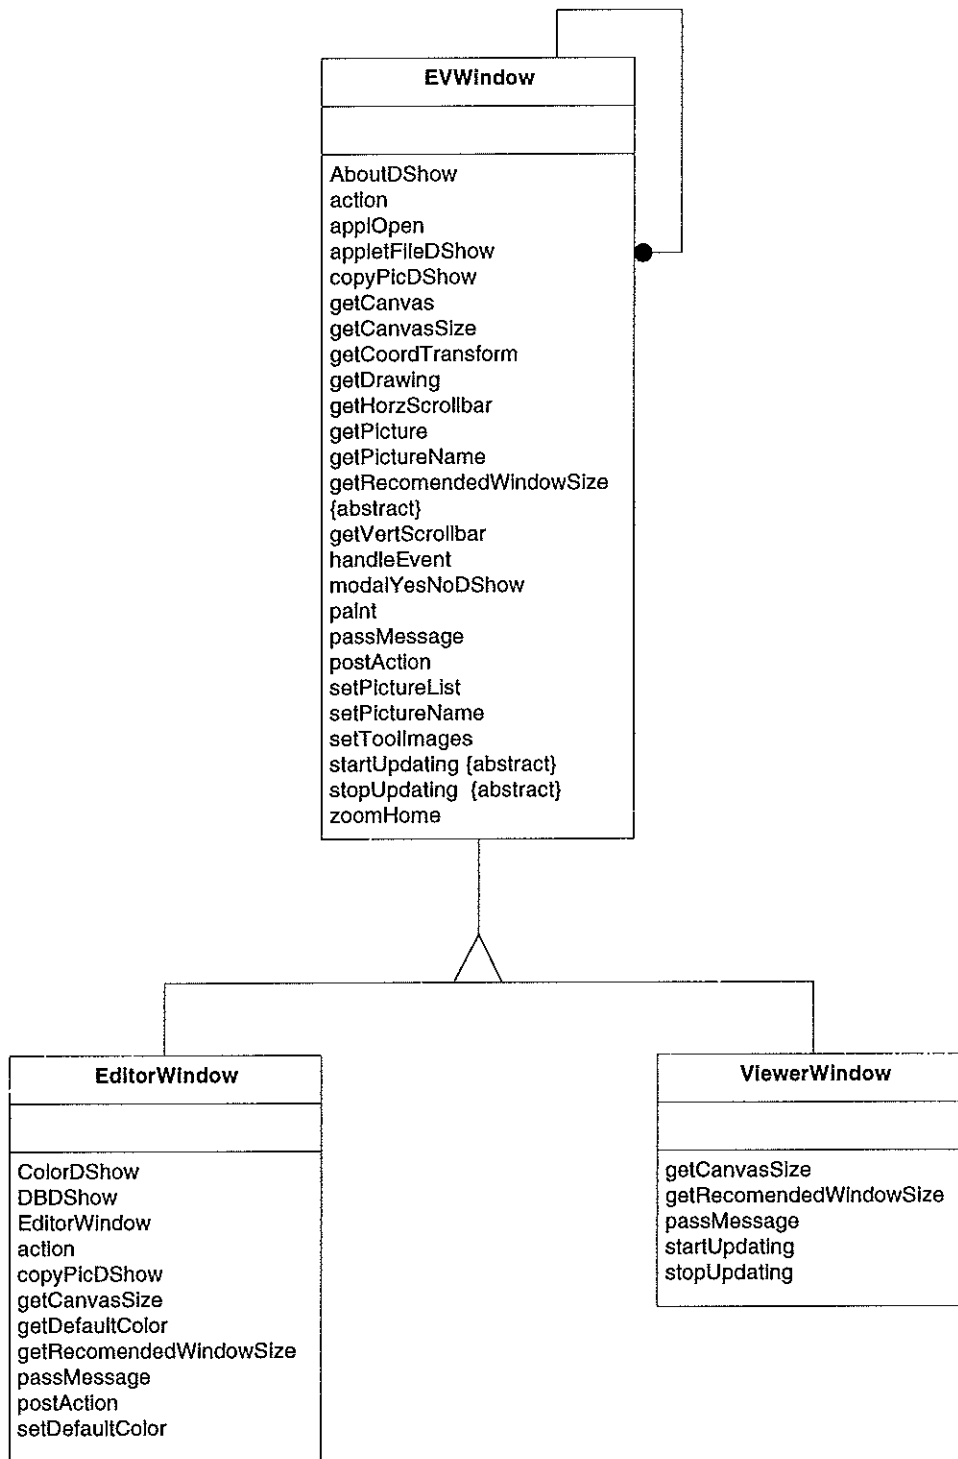 EVWindow
AboutDShow
action
applOpen
appletFileDShow
copyPicDShow
getCanvas
getCanvasSize
getCoordTransform
getDrawing
getHorzScrollbar
getPicture
getPictureName
getRecomendedWindowSize
{abstract}
getVertScrollbar
handleEvent
modalYesNoDShow
paint
passMessage
postAction
setPictureList
setPictureName
setToolImages
startUpdating {abstract}
stopUpdating {abstract}
zoomHome
EditorWindow
ColorDShow
DBDShow
EditorWindow
action
copyPicDShow
getCanvasSize
getDefaultColor
getRecomendedWindowSize
passMessage
postAction
setDefaultColor
ViewerWindow
getCanvasSize
getRecomendedWindowSize
passMessage
startUpdating
stopUpdating